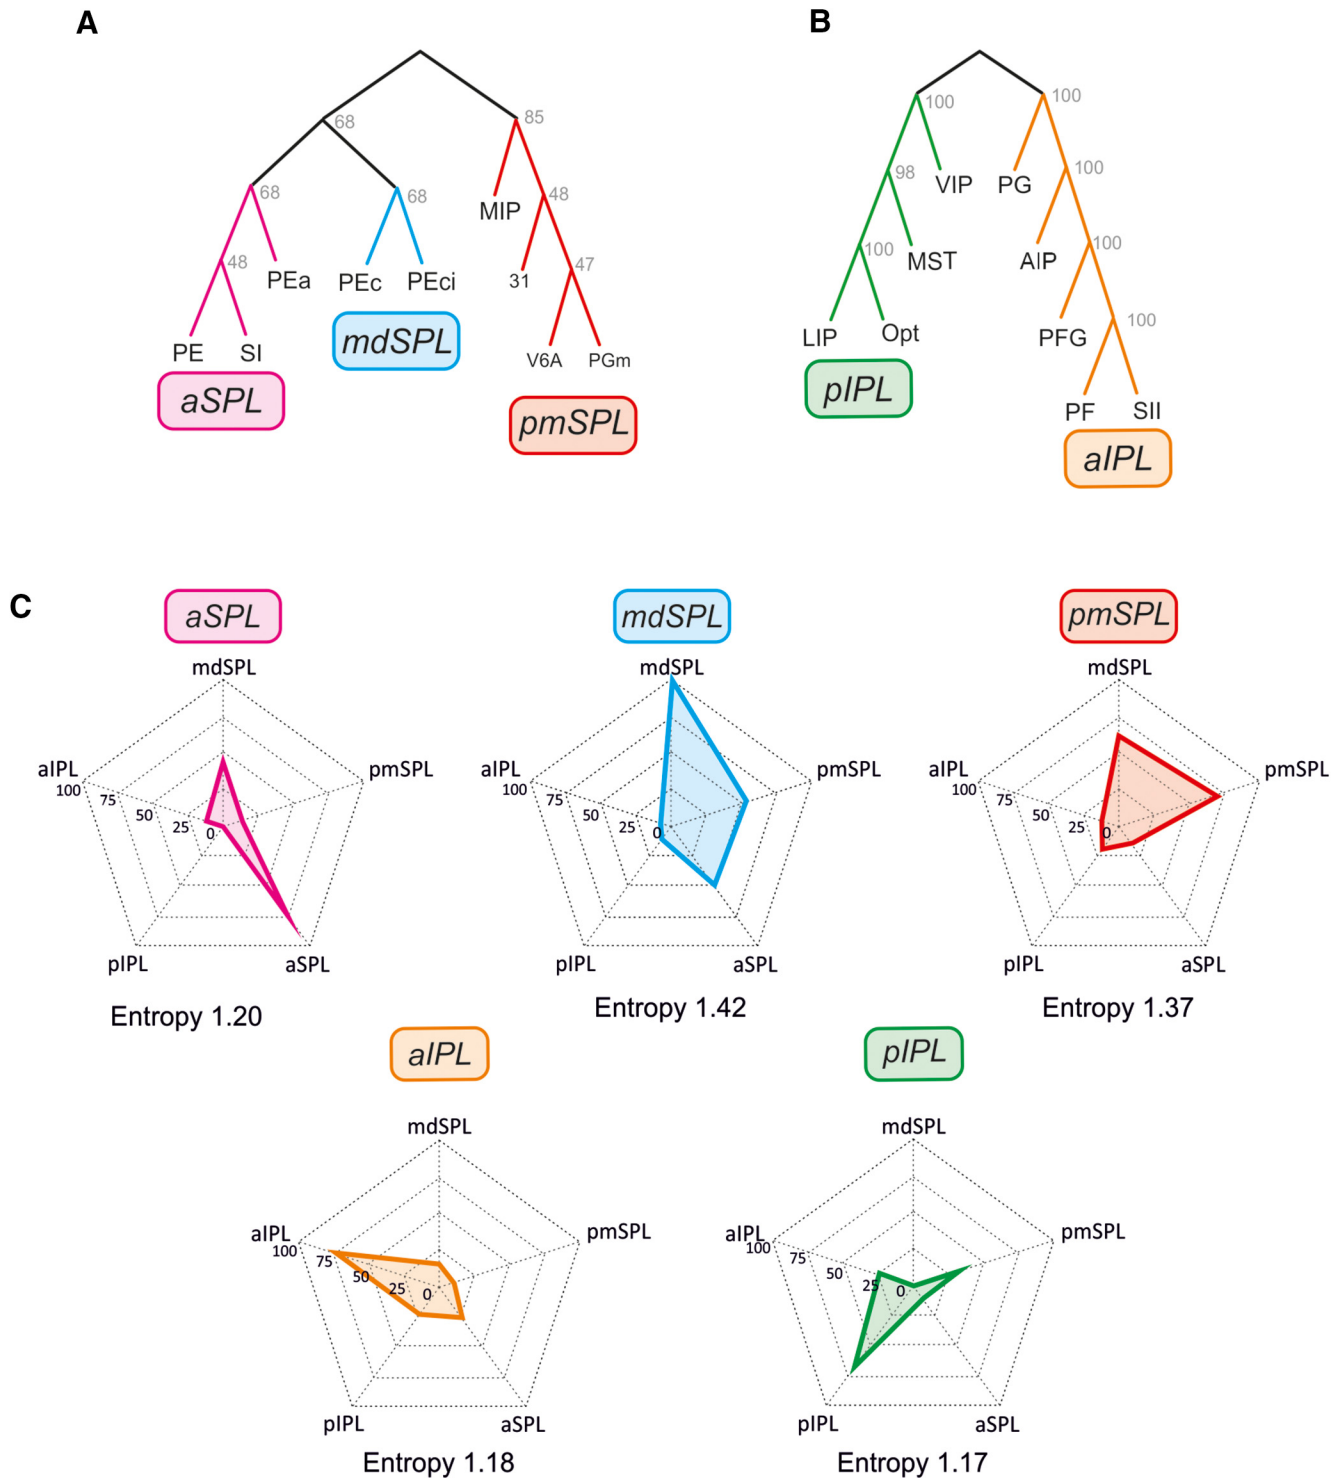 A
B
68
85
100
100
68
68
48
98
100
MIP
VIP
PG
48
47
100
100
PEa
PEc
PEci
31
MST
AIP
PE
SI
mdSPL
V6A
PGm
LIP
Opt
PFG
100
aSPL
pmSPL
pIPL
PF
SII
aIPL
C
aSPL
mdSPL
pmSPL
mdSPL
aIPL
pmSPL
100
75
50
25
0
pIPL
aSPL
Entropy 1.20
mdSPL
aIPL
pmSPL
100
75
50
25
0
pIPL
aSPL
Entropy 1.42
mdSPL
aIPL
pmSPL
100
75
50
25
0
pIPL
aSPL
Entropy 1.37
aIPL
mdSPL
aIPL
pmSPL
100
75
50
25
0
pIPL
aSPL
Entropy 1.18
pIPL
mdSPL
aIPL
pmSPL
100
75
50
25
0
pIPL
aSPL
Entropy 1.17